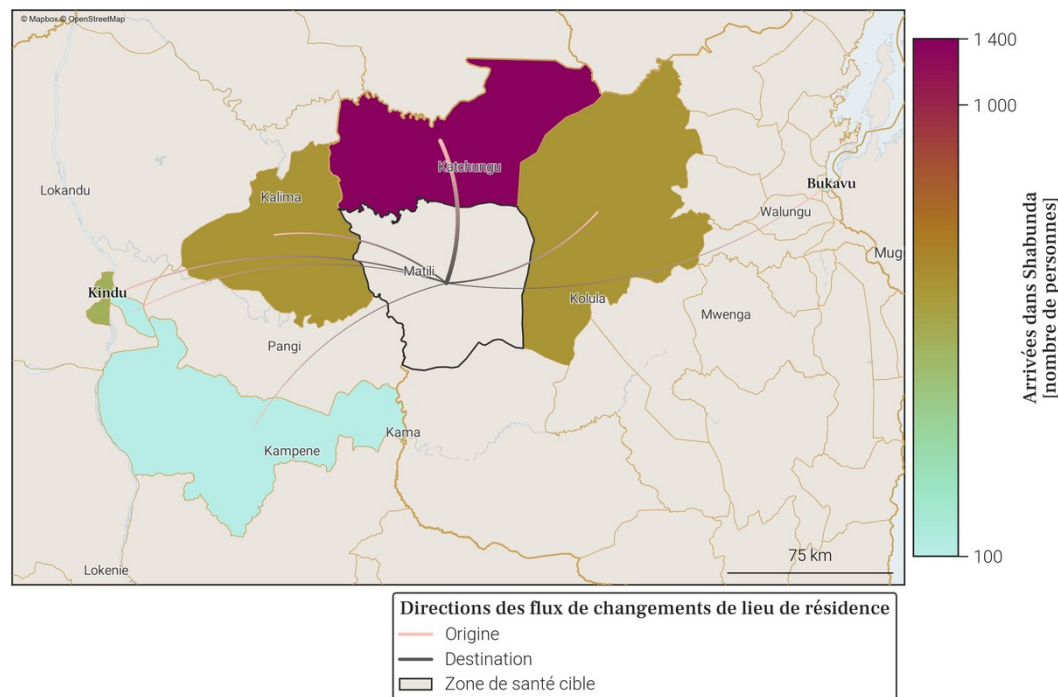 © Mapbox © OpenStreetMap
Katchungu
Lokandu
Kalima
Bukavu
Walungu
Matili
Mug
Kindu
Kolula
Mwenga
Pangi
Kama
Kampene
75 km
Lokenie
1 400
1 000
100
Arrivées dans Shabunda
[nombre de personnes]
Directions des flux de changements de lieu de résidence
Origine
Destination
Zone de santé cible